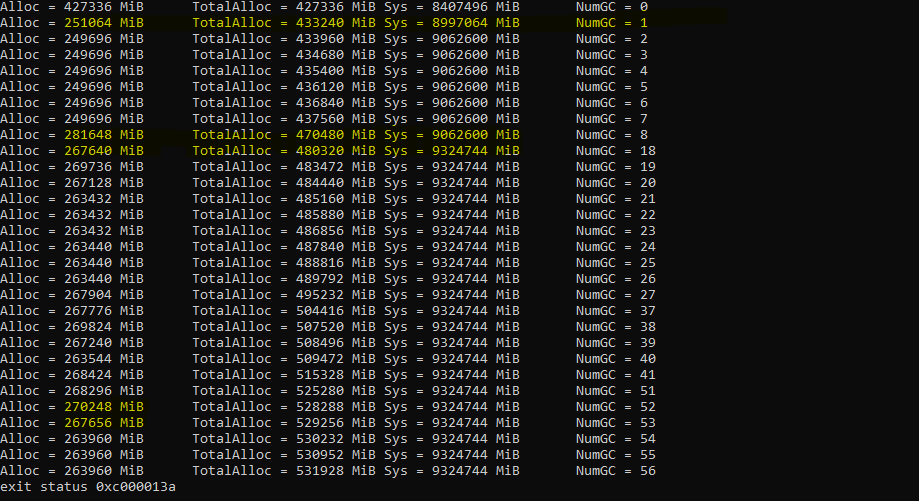 Alloc = 427336 MiB TotalAlloc = 427336 MiB Sys = 8407496 MiB NumGC = 0
Alloc = 251064 MiB TotalAlloc = 433240 MiB Sys = 8997064 MiB NumGC = 1
Alloc = 249696 MiB TotalAlloc = 433960 MiB Sys = 9062600 MiB NumGC = 2
Alloc = 249696 MiB TotalAlloc = 434680 MiB Sys = 9062600 MiB NumGC = 3
Alloc = 249696 MiB TotalAlloc = 435400 MiB Sys = 9062600 MiB NumGC = 4
Alloc = 249696 MiB TotalAlloc = 436120 MiB Sys = 9062600 MiB NumGC = 5
Alloc = 249696 MiB TotalAlloc = 436840 MiB Sys = 9062600 MiB NumGC = 6
Alloc = 249696 MiB TotalAlloc = 437560 MiB Sys = 9062600 MiB NumGC = 7
Alloc = 281648 MiB TotalAlloc = 470480 MiB Sys = 9062600 MiB NumGC = 8
Alloc = 267640 MiB TotalAlloc = 480320 MiB Sys = 9324744 MiB NumGC = 18
Alloc = 269736 MiB TotalAlloc = 483472 MiB Sys = 9324744 MiB NumGC = 19
Alloc = 267128 MiB TotalAlloc = 484440 MiB Sys = 9324744 MiB NumGC = 20
Alloc = 263432 MiB TotalAlloc = 485160 MiB Sys = 9324744 MiB NumGC = 21
Alloc = 263432 MiB TotalAlloc = 485880 MiB Sys = 9324744 MiB NumGC = 22
Alloc = 263432 MiB TotalAlloc = 486856 MiB Sys = 9324744 MiB NumGC = 23
Alloc = 263440 MiB TotalAlloc = 487840 MiB Sys = 9324744 MiB NumGC = 24
Alloc = 263440 MiB TotalAlloc = 488816 MiB Sys = 9324744 MiB NumGC = 25
Alloc = 263440 MiB TotalAlloc = 489792 MiB Sys = 9324744 MiB NumGC = 26
Alloc = 267904 MiB TotalAlloc = 495232 MiB Sys = 9324744 MiB NumGC = 27
Alloc = 267776 MiB TotalAlloc = 504416 MiB Sys = 9324744 MiB NumGC = 37
Alloc = 269824 MiB TotalAlloc = 507520 MiB Sys = 9324744 MiB NumGC = 38
Alloc = 267240 MiB TotalAlloc = 508496 MiB Sys = 9324744 MiB NumGC = 39
Alloc = 263544 MiB TotalAlloc = 509472 MiB Sys = 9324744 MiB NumGC = 40
Alloc = 268424 MiB TotalAlloc = 515328 MiB Sys = 9324744 MiB NumGC = 41
Alloc = 268296 MiB TotalAlloc = 525280 MiB Sys = 9324744 MiB NumGC = 51
Alloc = 270248 MiB TotalAlloc = 528288 MiB Sys = 9324744 MiB NumGC = 52
Alloc = 267656 MiB TotalAlloc = 529256 MiB Sys = 9324744 MiB NumGC = 53
Alloc = 263960 MiB TotalAlloc = 530232 MiB Sys = 9324744 MiB NumGC = 54
Alloc = 263960 MiB TotalAlloc = 530952 MiB Sys = 9324744 MiB NumGC = 55
Alloc = 263960 MiB TotalAlloc = 531928 MiB Sys = 9324744 MiB NumGC = 56
exit status 0xc000013a